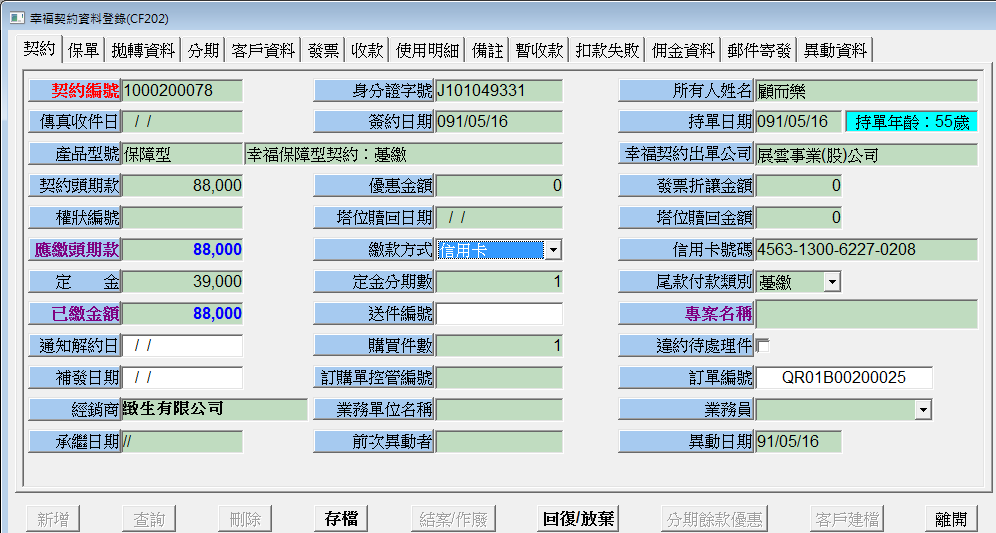 幸福契約資料登錄(CF202)
契約 保單 拋轉資料 分期 客戶資料 發票 收款 使用明細 備註 暫收款 扣款失敗 佣金資料 郵件寄發 異動資料
契約編號 1000200078 身分證字號 J101049331 所有人姓名 顧而樂
傳真收件日 / / 簽約日期 091/05/16 持單日期 091/05/16 持單年齡：55歲
產品型號 保障型 幸福保障型契約：躉繳 幸福契約出單公司 展雲事業(股)公司
契約頭期款 88,000 優惠金額 0 發票折讓金額 0
權狀編號 塔位贖回日期 / / 塔位贖回金額 0
應繳頭期款 88,000 繳款方式 信用卡 信用卡號碼 4563-1300-6227-0208
定 金 39,000 定金分期數 1 尾款付款類別 躉繳
已繳金額 88,000 送件編號 專案名稱
通知解約日 / / 購買件數 1 違約待處理件
補發日期 / / 訂購單控管編號 訂單編號 QR01B00200025
經銷商 緻生有限公司 業務單位名稱 業務員
承繼日期 // 前次異動者 異動日期 91/05/16
新增 查詢 刪除 存檔 結案/作廢 回復/放棄 分期餘款優惠 客戶建檔 離開